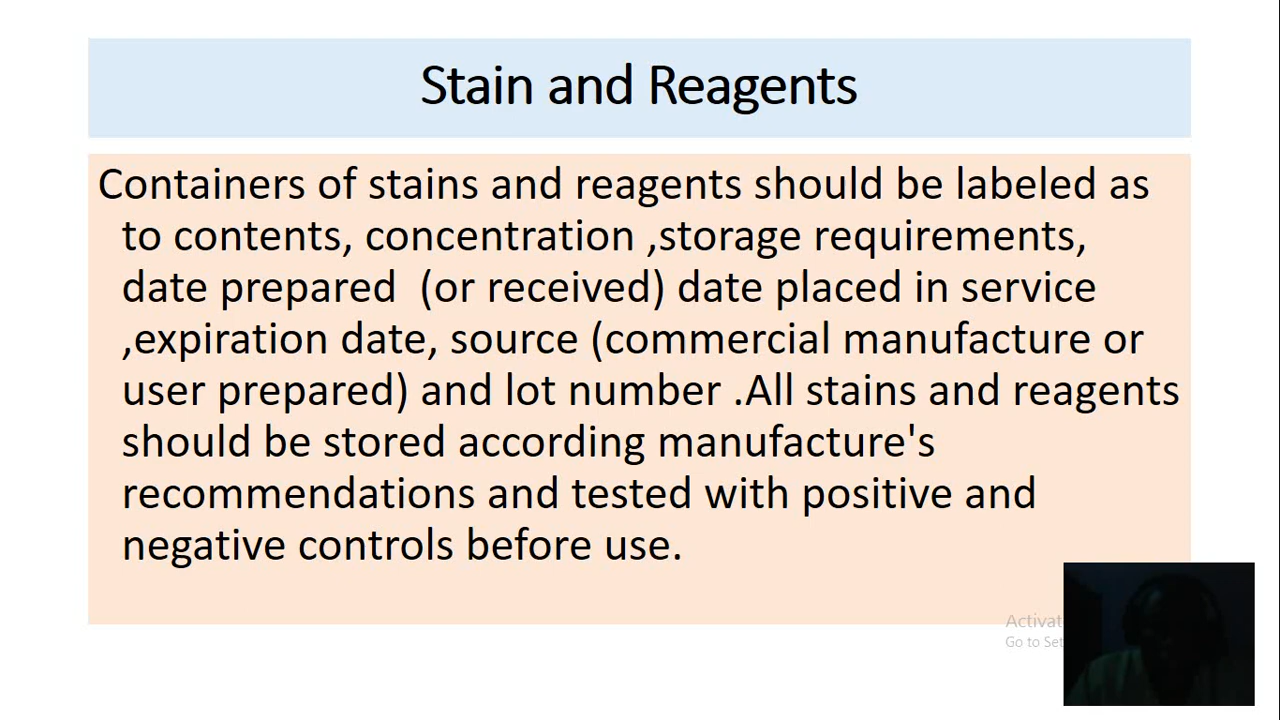 Stain and Reagents
Containers of stains and reagents should be labeled as
to contents, concentration ,storage requirements,
date prepared  (or received) date placed in service
,expiration date, source (commercial manufacture or
user prepared) and lot number .All stains and reagents
should be stored according manufacture's
recommendations and tested with positive and
negative controls before use.
Activat
Go to Set